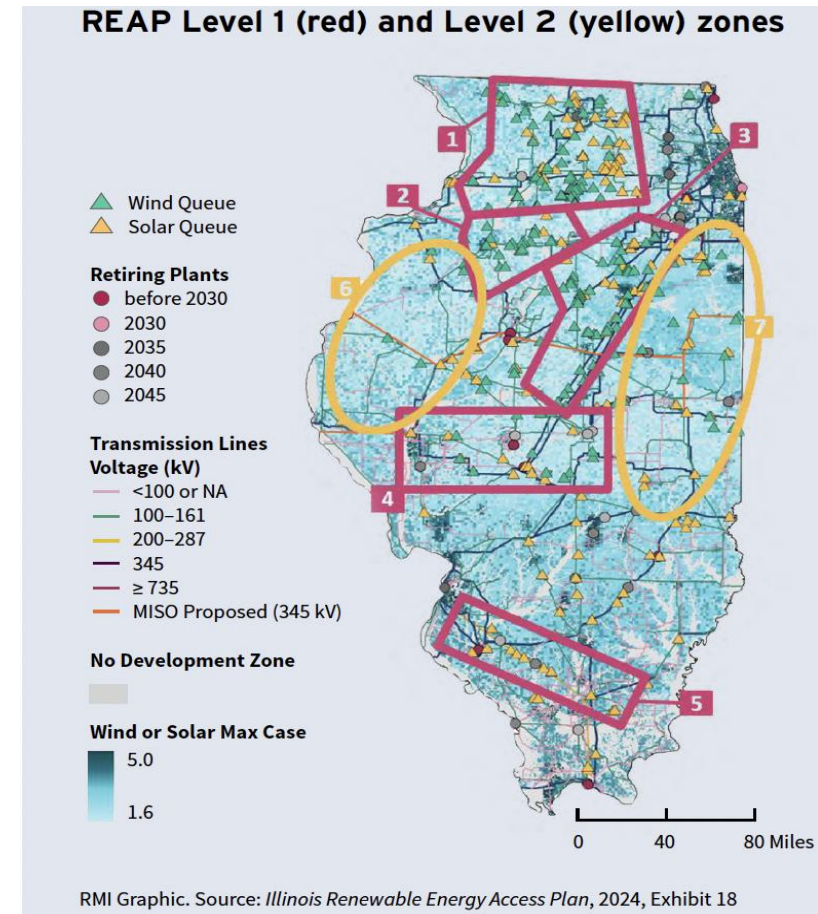 REAP Level 1 (red) and Level 2 (yellow) zones
1
3
2
Wind Queue
Solar Queue
Retiring Plants
before 2030
2030
2035
2040
2045
6
7
Transmission Lines
Voltage (kV)
<100 or NA
100–161
200–287
345
≥ 735
MISO Proposed (345 kV)
4
No Development Zone
5
Wind or Solar Max Case
5.0
1.6
0 40 80 Miles
RMI Graphic. Source: Illinois Renewable Energy Access Plan, 2024, Exhibit 18